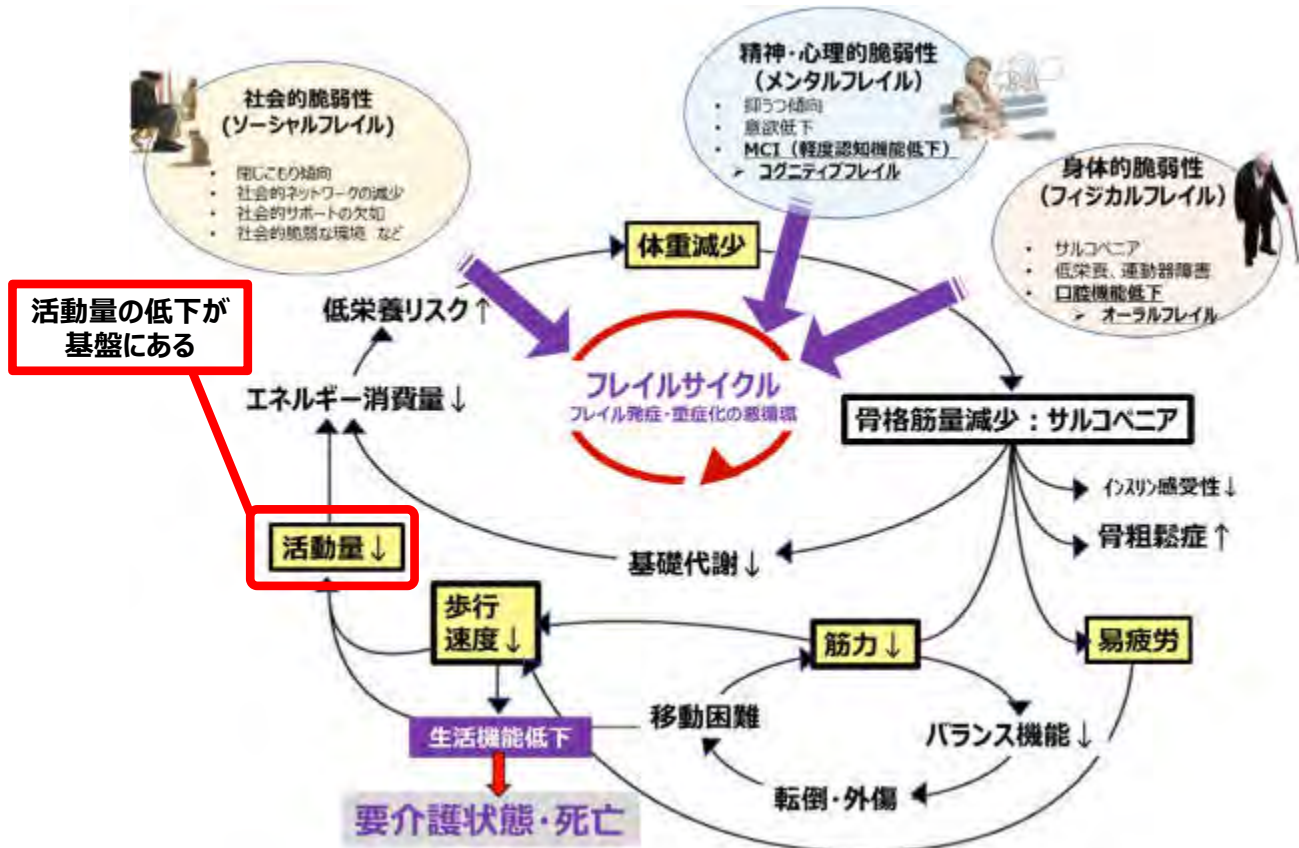 社会的脆弱性
(ソーシャルフレイル)
• 閉じこもり傾向
• 社会的ネットワークの減少
• 社会的サポートの欠如
• 社会的脆弱な環境 など
精神・心理的脆弱性
(メンタルフレイル)
• 抑うつ傾向
• 意欲低下
• MCI(軽度認知機能低下)
➤ コグニティブフレイル
身体的脆弱性
(フィジカルフレイル)
• サルコペニア
• 低栄養、運動器障害
• 口腔機能低下
➤ オーラルフレイル
体重減少
活動量の低下が
基盤にある
低栄養リスク↑
エネルギー消費量↓
フレイルサイクル
フレイル発症・重症化の悪循環
骨格筋量減少:サルコペニア
インスリン感受性↓
骨粗鬆症↑
活動量↓
基礎代謝↓
歩行
速度↓
筋力↓
易疲労
生活機能低下
移動困難
バランス機能↓
転倒・外傷
要介護状態・死亡